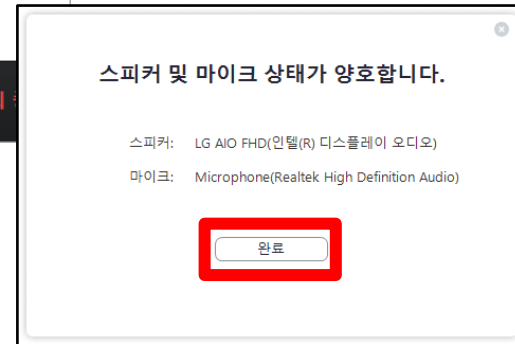 스피커 및 마이크 상태가 양호합니다.
스피커: LG AIO FHD(인텔(R) 디스플레이 오디오)
마이크: Microphone(Realtek High Definition Audio)
완료